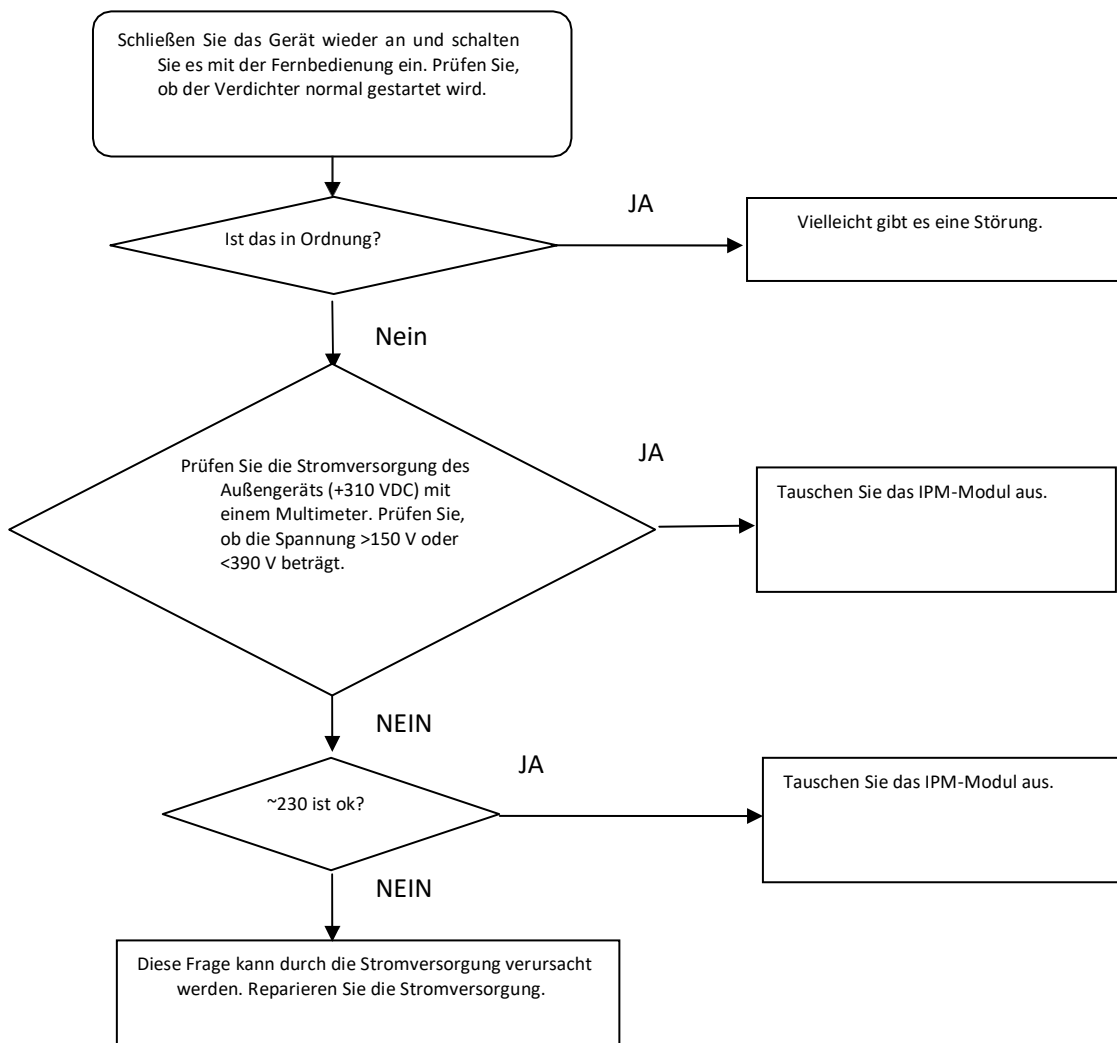 Schließen Sie das Gerät wieder an und schalten
Sie es mit der Fernbedienung ein. Prüfen Sie,
ob der Verdichter normal gestartet wird.
JA
Ist das in Ordnung?
Vielleicht gibt es eine Störung.
Nein
Prüfen Sie die Stromversorgung des
Außengeräts (+310 VDC) mit
einem Multimeter. Prüfen Sie,
ob die Spannung >150 V oder
<390 V beträgt.
JA
Tauschen Sie das IPM-Modul aus.
NEIN
~230 ist ok?
JA
Tauschen Sie das IPM-Modul aus.
NEIN
Diese Frage kann durch die Stromversorgung verursacht
werden. Reparieren Sie die Stromversorgung.